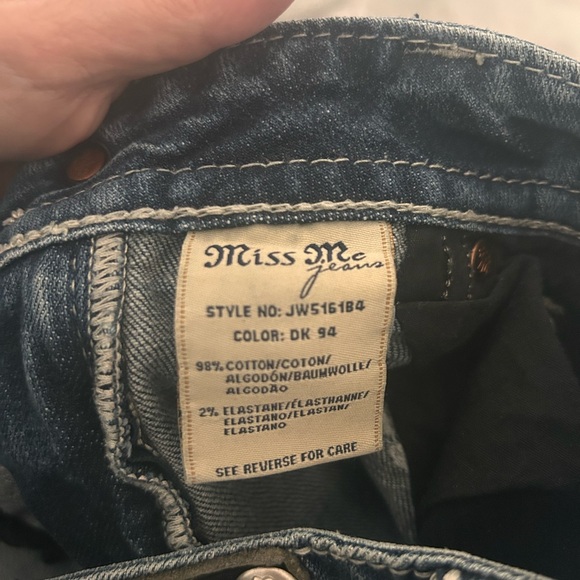 Miss Me
jeans
STYLE NO: JW5161B4
COLOR: DK 94
98% COTTON/COTON/
ALGODÓN/BAUMWOLLE/
ALGODÃO
2% ELASTANE/ÉLASTHANNE/
ELASTANO/ELASTAN/
ELASTANO
SEE REVERSE FOR CARE